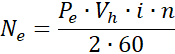 Nₑ = (Pₑ · Vₕ · i · n) / (2 · 60)